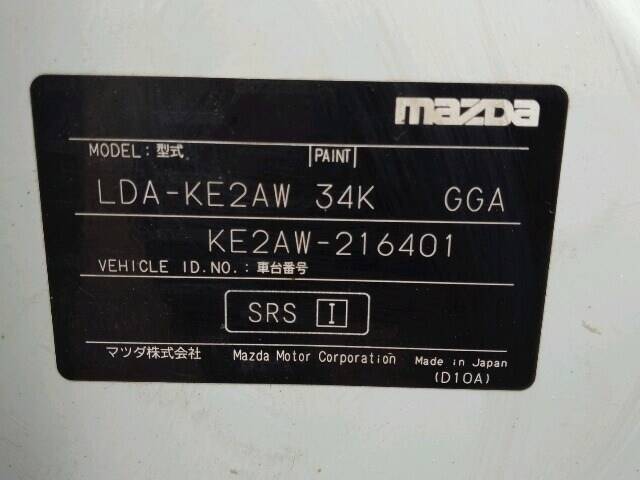 mazda
MODEL : 型式 PAINT
LDA-KE2AW 34K GGA
KE2AW-216401
VEHICLE ID.NO. : 車台番号
SRS I
マツダ株式会社 Mazda Motor Corporation Made in Japan
(D10A)